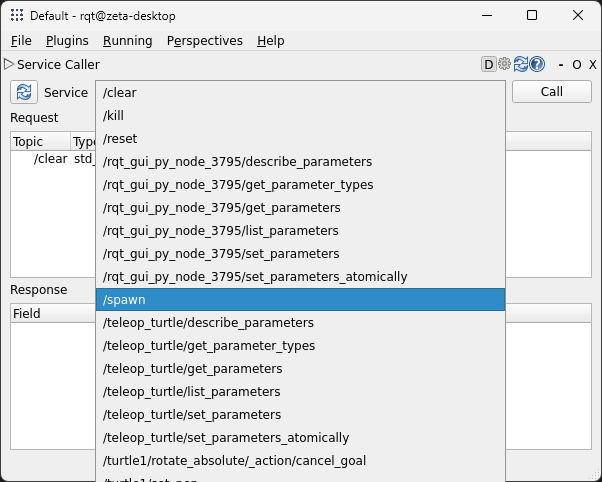 Default - rqt@zeta-desktop
File Plugins Running Perspectives Help
Service Caller D ? - O X
Service Call
Request
Topic Type
/clear std_
/clear
/kill
/reset
/rqt_gui_py_node_3795/describe_parameters
/rqt_gui_py_node_3795/get_parameter_types
/rqt_gui_py_node_3795/get_parameters
/rqt_gui_py_node_3795/list_parameters
/rqt_gui_py_node_3795/set_parameters
/rqt_gui_py_node_3795/set_parameters_atomically
Response
/spawn
Field
/teleop_turtle/describe_parameters
/teleop_turtle/get_parameter_types
/teleop_turtle/get_parameters
/teleop_turtle/list_parameters
/teleop_turtle/set_parameters
/teleop_turtle/set_parameters_atomically
/turtle1/rotate_absolute/_action/cancel_goal
/turtle1/set_pen